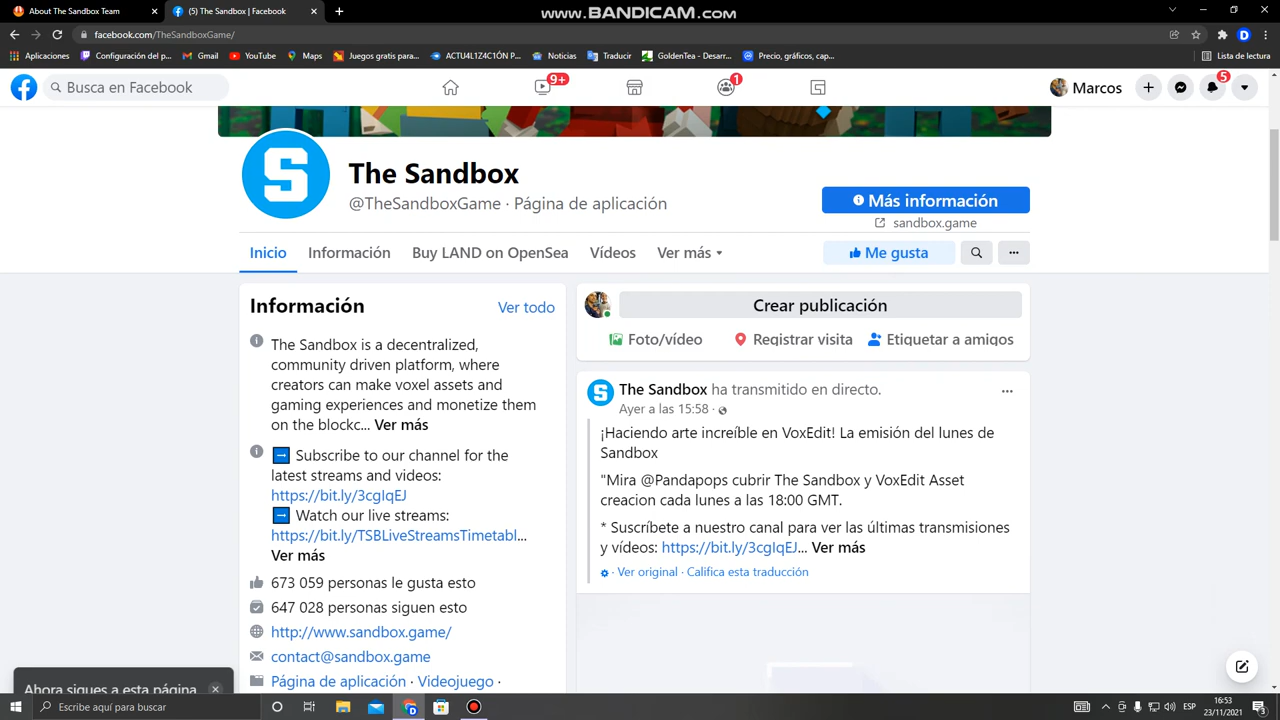 www.BANDICAM.com
About The Sandbox Team
(5) The Sandbox | Facebook
facebook.com/TheSandboxGame/
Aplicaciones
Configuración del p...
Gmail
YouTube
Maps
Juegos gratis para...
ACTU4L1Z4C1ÓN P...
Noticias
Traducir
GoldenTea - Desarr...
Precio, gráficos, cap...
Lista de lectura
Busca en Facebook
9+
1
Marcos
5
The Sandbox
@TheSandboxGame · Página de aplicación
Más información
sandbox.game
Inicio
Información
Buy LAND on OpenSea
Vídeos
Ver más
Me gusta
Información
Ver todo
The Sandbox is a decentralized,
community driven platform, where
creators can make voxel assets and
gaming experiences and monetize them
on the blockc... Ver más
Subscribe to our channel for the
latest streams and videos:
https://bit.ly/3cgIqEJ
Watch our live streams:
https://bit.ly/TSBLiveStreamsTimetabl...
Ver más
673 059 personas le gusta esto
647 028 personas siguen esto
http://www.sandbox.game/
contact@sandbox.game
Página de aplicación · Videojuego ·
Ahora sigues a esta página
Crear publicación
Foto/vídeo
Registrar visita
Etiquetar a amigos
The Sandbox ha transmitido en directo.
Ayer a las 15:58 ·
¡Haciendo arte increíble en VoxEdit! La emisión del lunes de
Sandbox
"Mira @Pandapops cubrir The Sandbox y VoxEdit Asset
creacion cada lunes a las 18:00 GMT.
* Suscríbete a nuestro canal para ver las últimas transmisiones
y vídeos: https://bit.ly/3cgIqEJ... Ver más
· Ver original · Califica esta traducción
Escribe aquí para buscar
ESP
16:53
23/11/2021
3